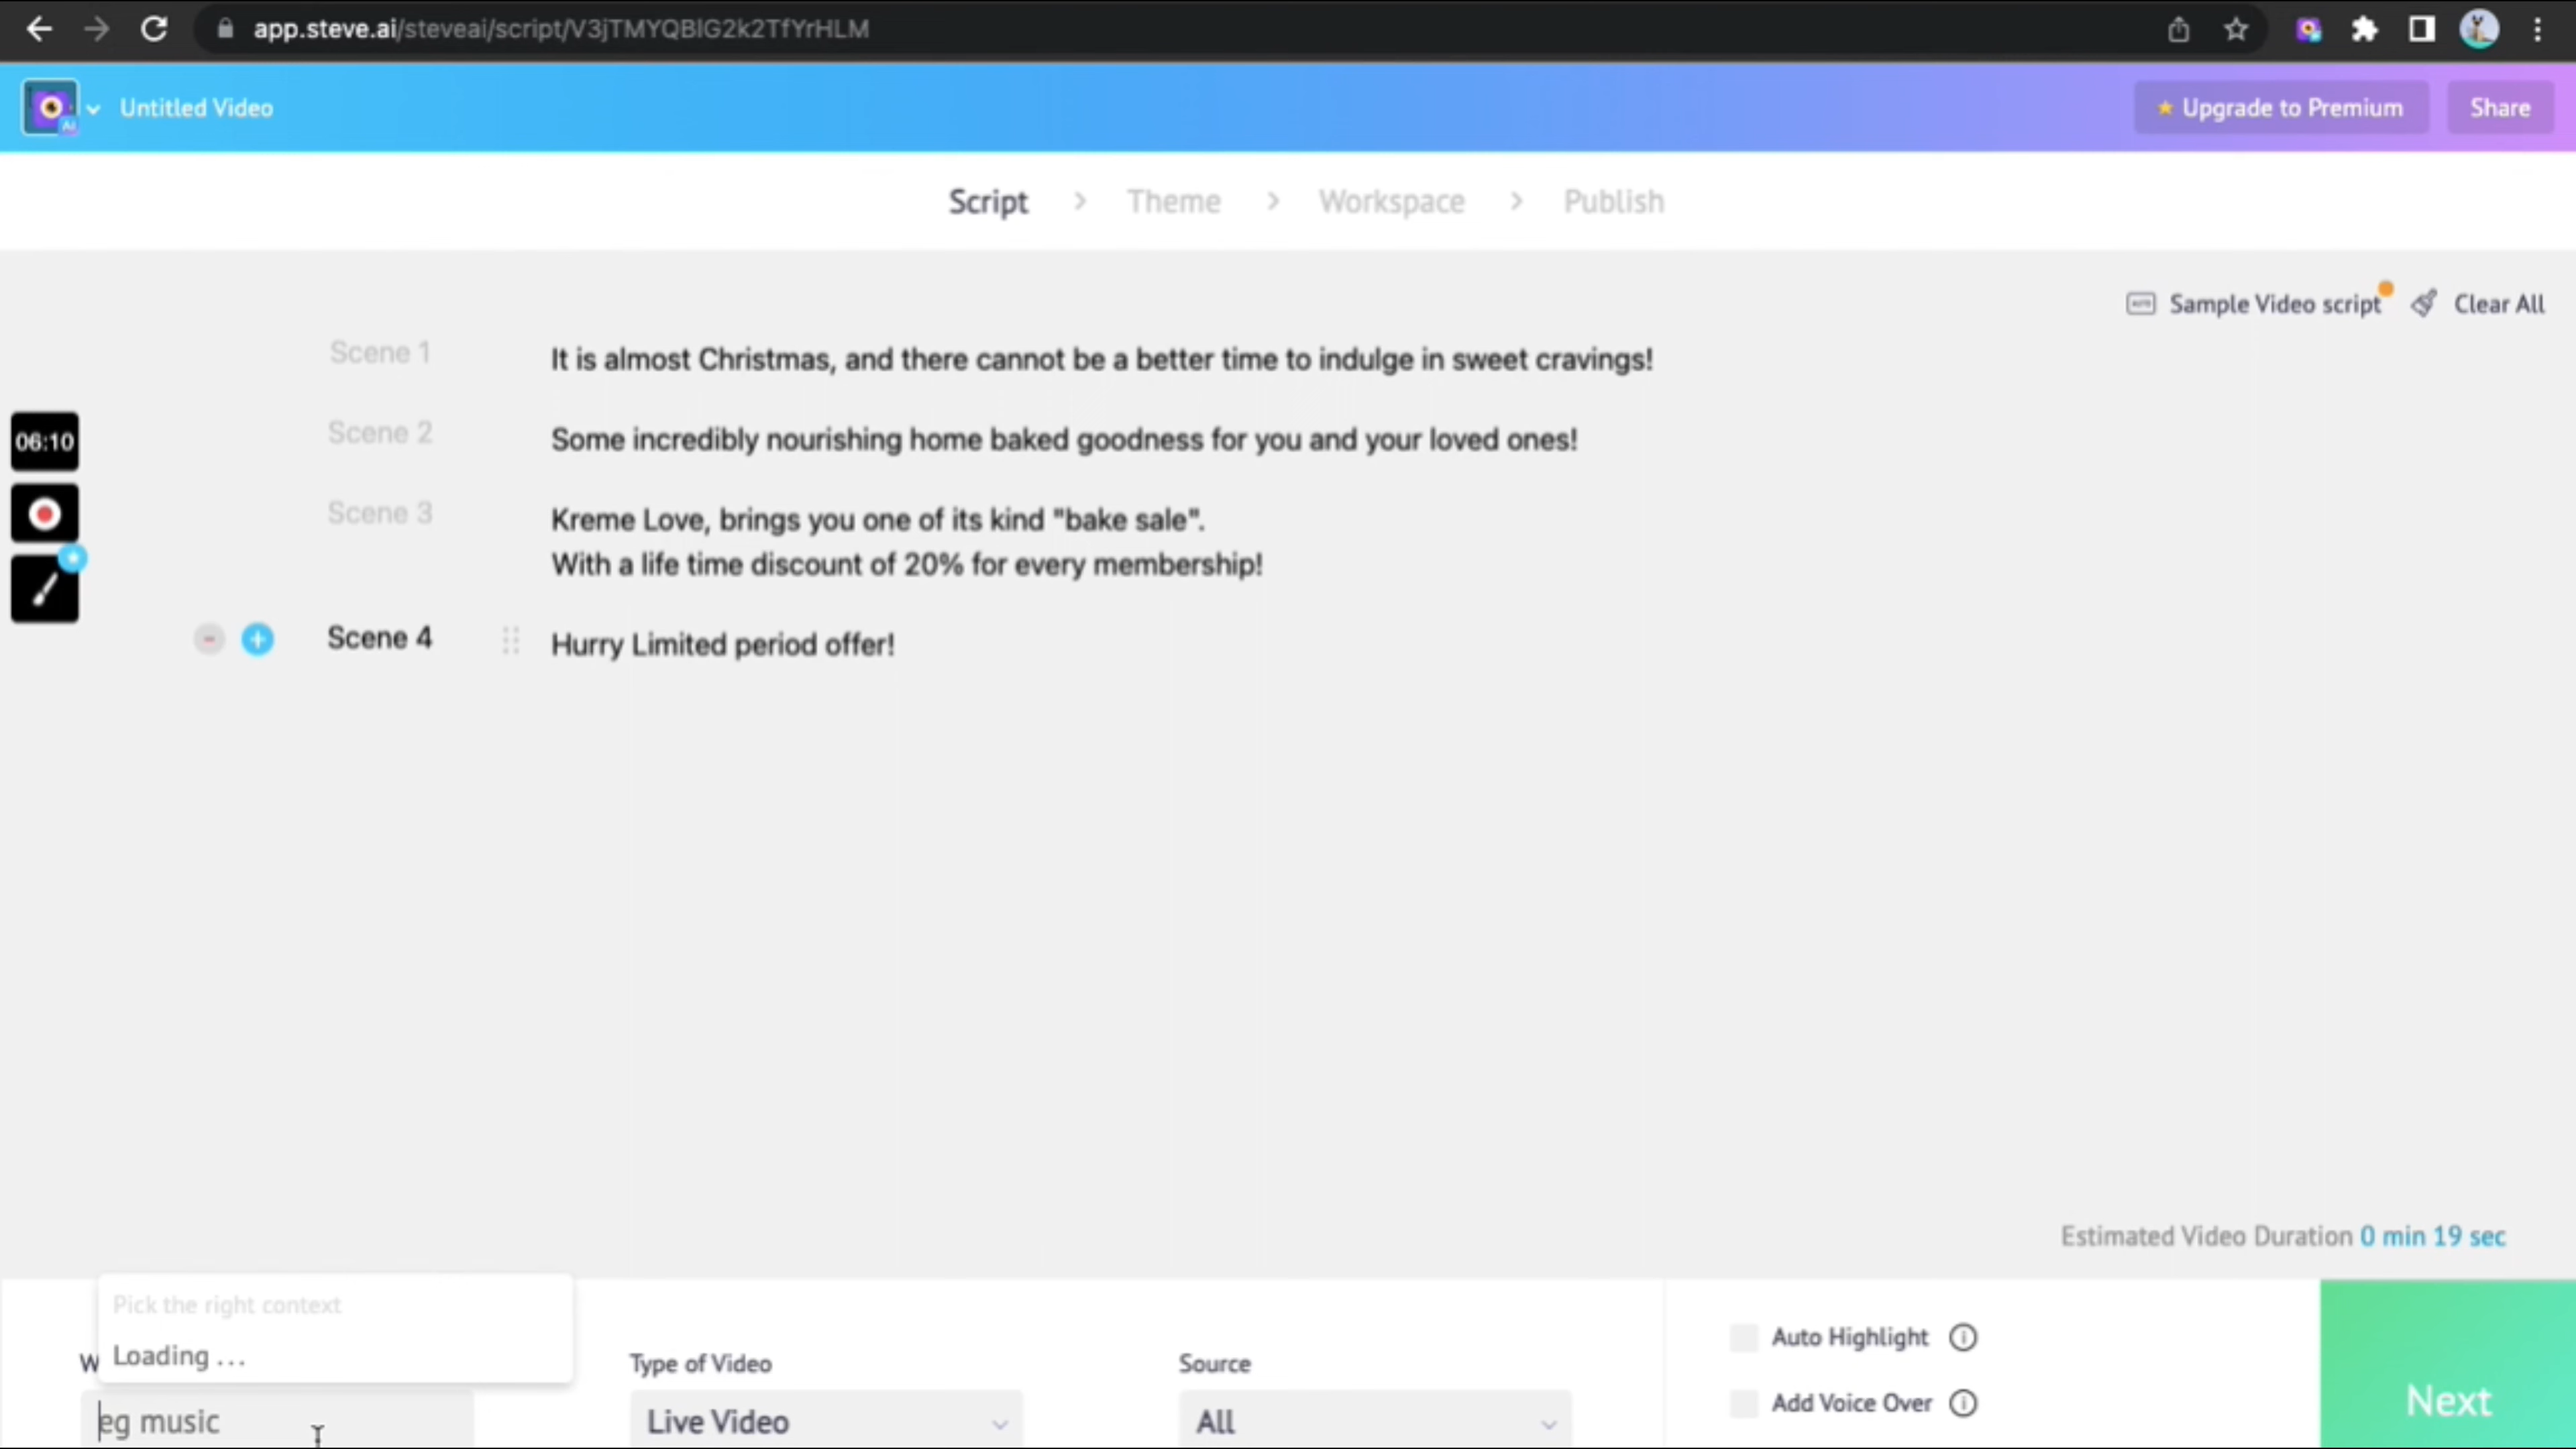 app.steve.ai/steveai/script/V3jTMYQBlG2k2TfYrHLM
Untitled Video
Upgrade to Premium
Share
Script > Theme > Workspace > Publish
Sample Video script
Clear All
Scene 1 It is almost Christmas, and there cannot be a better time to indulge in sweet cravings!
Scene 2 Some incredibly nourishing home baked goodness for you and your loved ones!
Scene 3 Kreme Love, brings you one of its kind "bake sale".
With a life time discount of 20% for every membership!
06:10
Scene 4 Hurry Limited period offer!
Estimated Video Duration 0 min 19 sec
Pick the right context
Loading ...
Type of Video
Source
eg music
Live Video
All
Auto Highlight
Add Voice Over
Next